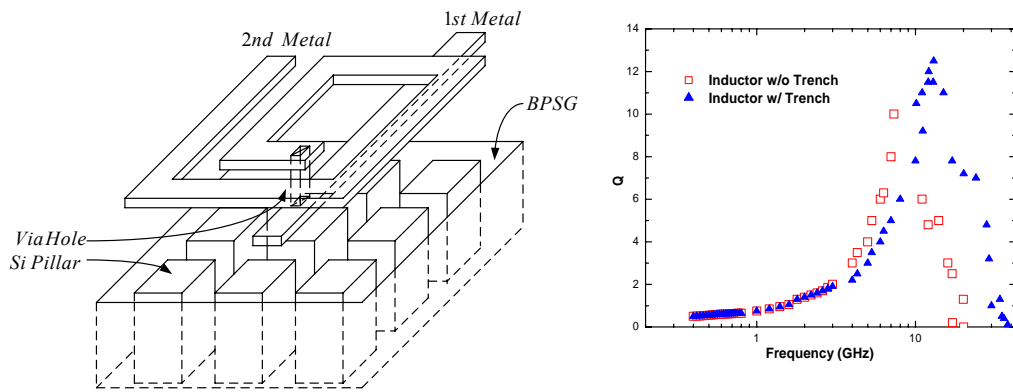 1st Metal
2nd Metal
BPSG
ViaHole
Si Pillar
14
12
10
8
6
4
2
0
Q
Inductor w/o Trench
Inductor w/ Trench
1
10
Frequency (GHz)